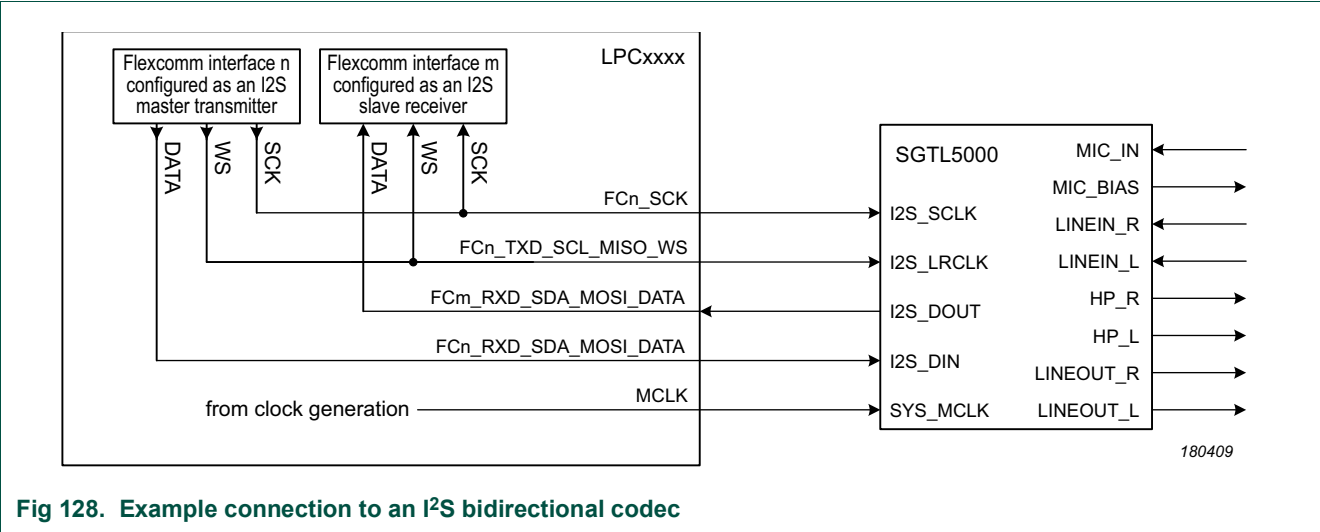 Flexcomm interface n
configured as an I2S
master transmitter
Flexcomm interface m
configured as an I2S
slave receiver
LPCxxxx
DATA
WS
SCK
DATA
WS
SCK
FCn_SCK
FCn_TXD_SCL_MISO_WS
FCm_RXD_SDA_MOSI_DATA
FCn_RXD_SDA_MOSI_DATA
from clock generation
MCLK
SGTL5000
I2S_SCLK
I2S_LRCLK
I2S_DOUT
I2S_DIN
SYS_MCLK
MIC_IN
MIC_BIAS
LINEIN_R
LINEIN_L
HP_R
HP_L
LINEOUT_R
LINEOUT_L
180409
Fig 128. Example connection to an I²S bidirectional codec